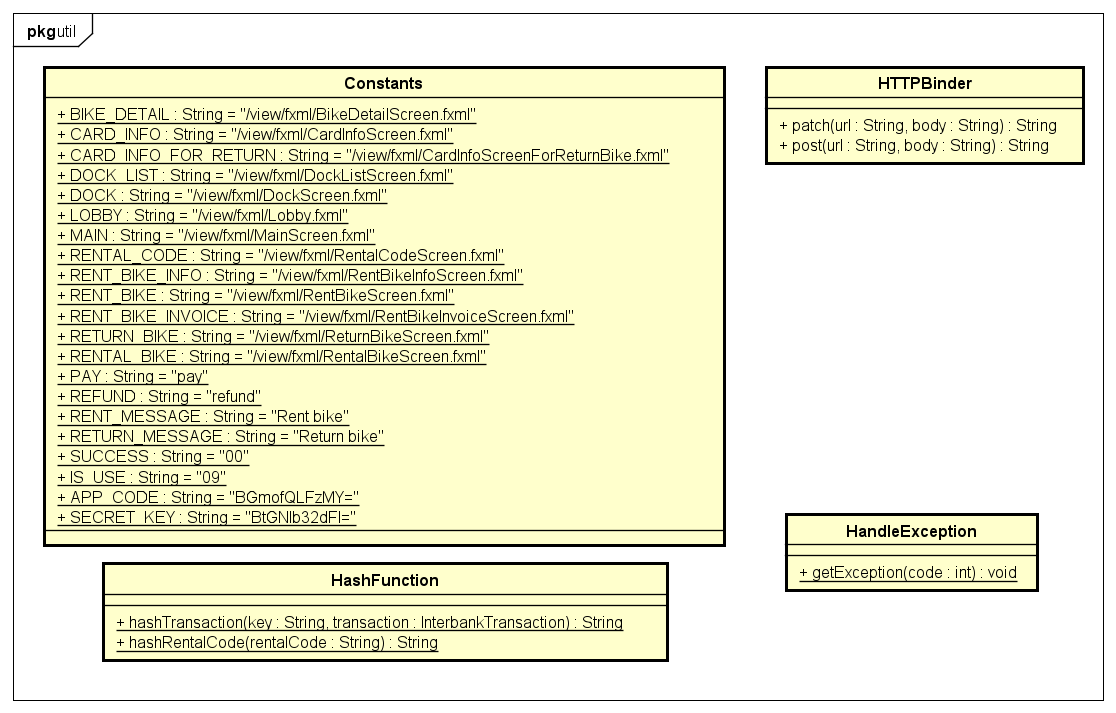 pkg util
Constants
+ BIKE_DETAIL : String = "/view/fxml/BikeDetailScreen.fxml"
+ CARD_INFO : String = "/view/fxml/CardInfoScreen.fxml"
+ CARD_INFO_FOR_RETURN : String = "/view/fxml/CardInfoScreenForReturnBike.fxml"
+ DOCK_LIST : String = "/view/fxml/DockListScreen.fxml"
+ DOCK : String = "/view/fxml/DockScreen.fxml"
+ LOBBY : String = "/view/fxml/Lobby.fxml"
+ MAIN : String = "/view/fxml/MainScreen.fxml"
+ RENTAL_CODE : String = "/view/fxml/RentalCodeScreen.fxml"
+ RENT_BIKE_INFO : String = "/view/fxml/RentBikeInfoScreen.fxml"
+ RENT_BIKE : String = "/view/fxml/RentBikeScreen.fxml"
+ RENT_BIKE_INVOICE : String = "/view/fxml/RentBikeInvoiceScreen.fxml"
+ RETURN_BIKE : String = "/view/fxml/ReturnBikeScreen.fxml"
+ RENTAL_BIKE : String = "/view/fxml/RentalBikeScreen.fxml"
+ PAY : String = "pay"
+ REFUND : String = "refund"
+ RENT_MESSAGE : String = "Rent bike"
+ RETURN_MESSAGE : String = "Return bike"
+ SUCCESS : String = "00"
+ IS_USE : String = "09"
+ APP_CODE : String = "BGmofQLFzMY="
+ SECRET_KEY : String = "BtGNIb32dFI="
HTTPBinder
+ patch(url : String, body : String) : String
+ post(url : String, body : String) : String
HandleException
+ getException(code : int) : void
HashFunction
+ hashTransaction(key : String, transaction : InterbankTransaction) : String
+ hashRentalCode(rentalCode : String) : String